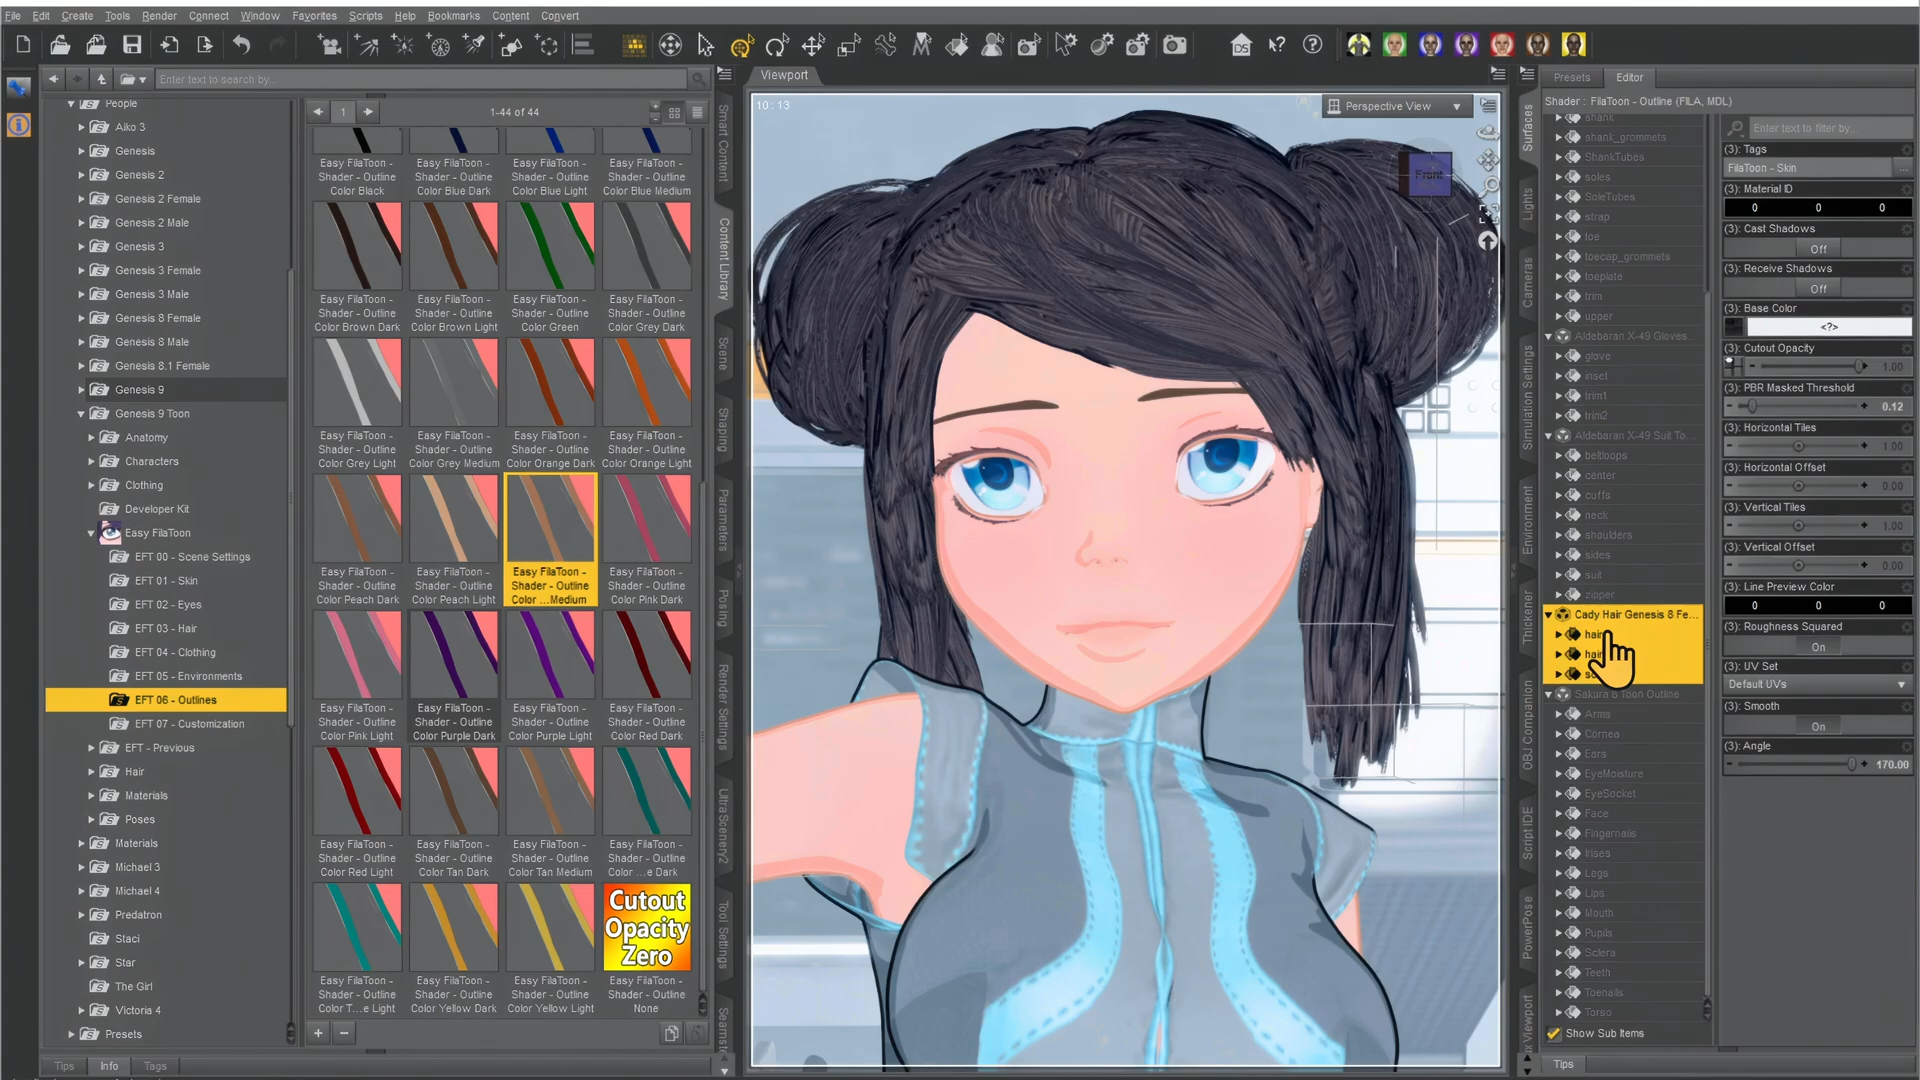 File Edit Create Tools Render Connect Window Favorites Scripts Help Bookmarks Content Convert
Enter text to search by...
People
Aiko 3
Genesis
Genesis 2
Genesis 2 Female
Genesis 2 Male
Genesis 3
Genesis 3 Female
Genesis 3 Male
Genesis 8 Female
Genesis 8 Male
Genesis 8.1 Female
Genesis 9
Genesis 9 Toon
Anatomy
Characters
Clothing
Developer Kit
Easy FilaToon
EFT 00 - Scene Settings
EFT 01 - Skin
EFT 02 - Eyes
EFT 03 - Hair
EFT 04 - Clothing
EFT 05 - Environments
EFT 06 - Outlines
EFT 07 - Customization
EFT - Previous
Hair
Materials
Poses
Materials
Michael 3
Michael 4
Predatron
Staci
Star
The Girl
Victoria 4
Presets
Tips Info Tags
1
1-44 of 44
Easy FilaToon - Shader - Outline Color Black
Easy FilaToon - Shader - Outline Color Blue Dark
Easy FilaToon - Shader - Outline Color Blue Light
Easy FilaToon - Shader - Outline Color Blue Medium
Easy FilaToon - Shader - Outline Color Brown Dark
Easy FilaToon - Shader - Outline Color Brown Light
Easy FilaToon - Shader - Outline Color Green
Easy FilaToon - Shader - Outline Color Grey Dark
Easy FilaToon - Shader - Outline Color Grey Light
Easy FilaToon - Shader - Outline Color Grey Medium
Easy FilaToon - Shader - Outline Color Orange Dark
Easy FilaToon - Shader - Outline Color Orange Light
Easy FilaToon - Shader - Outline Color Peach Dark
Easy FilaToon - Shader - Outline Color Peach Light
Easy FilaToon - Shader - Outline Color ...Medium
Easy FilaToon - Shader - Outline Color Pink Dark
Easy FilaToon - Shader - Outline Color Pink Light
Easy FilaToon - Shader - Outline Color Purple Dark
Easy FilaToon - Shader - Outline Color Purple Light
Easy FilaToon - Shader - Outline Color Red Dark
Easy FilaToon - Shader - Outline Color Red Light
Easy FilaToon - Shader - Outline Color Tan Dark
Easy FilaToon - Shader - Outline Color Tan Medium
Easy FilaToon - Shader - Outline Color ...e Dark
Easy FilaToon - Shader - Outline Color T...e Light
Easy FilaToon - Shader - Outline Color Yellow Dark
Easy FilaToon - Shader - Outline Color Yellow Light
Cutout Opacity Zero
Easy FilaToon - Shader - Outline None
Smart Content
Content Library
Scene
Shaping
Parameters
Posing
Render Settings
UltraScenery2
Tool Settings
Viewport
10:13
Perspective View
Front
DS
Surfaces
Lights
Cameras
Simulation Settings
Environment
Thickener
OBJ Companion
Script IDE
PowerPose
Presets Editor
Shader : FilaToon - Outline (FILA, MDL)
shank
shank_grommets
ShankTubes
soles
SoleTubes
strap
toe
toecap_grommets
toeplate
trim
upper
Aldebaran X-49 Gloves...
glove
inset
trim1
trim2
Aldebaran X-49 Suit To...
beltloops
center
cuffs
neck
shoulders
sides
suit
zipper
Cady Hair Genesis 8 Fe...
Sakura 8 Toon Outline
Arms
Cornea
Ears
EyeMoisture
EyeSocket
Face
Fingernails
Irises
Legs
Lips
Mouth
Pupils
Sclera
Teeth
Toenails
Torso
Show Sub Items
Tips
Enter text to filter by...
(3): Tags
FilaToon - Skin
...
(3): Material ID
0 0 0
(3): Cast Shadows
Off
(3): Receive Shadows
Off
(3): Base Color
<?>
(3): Cutout Opacity
1.00
(3): PBR Masked Threshold
0.12
(3): Horizontal Tiles
1.00
(3): Horizontal Offset
0.00
(3): Vertical Tiles
1.00
(3): Vertical Offset
0.00
(3): Line Preview Color
0 0 0
(3): Roughness Squared
On
(3): UV Set
Default UVs
(3): Smooth
On
(3): Angle
170.00